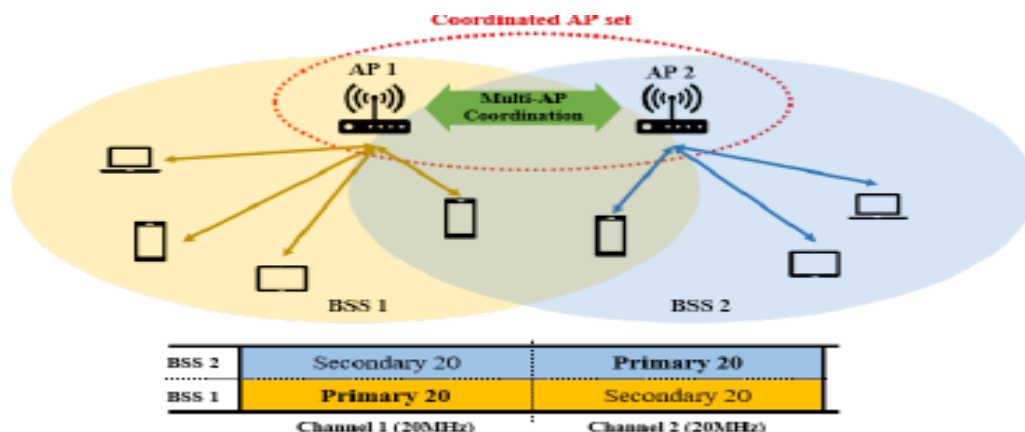 Coordinated AP set
AP 1
AP 2
Multi-AP
Coordination
BSS 1
BSS 2
BSS 2
Secondary 20
Primary 20
BSS 1
Primary 20
Secondary 20
Channel 1 (20MHz)
Channel 2 (20MHz)